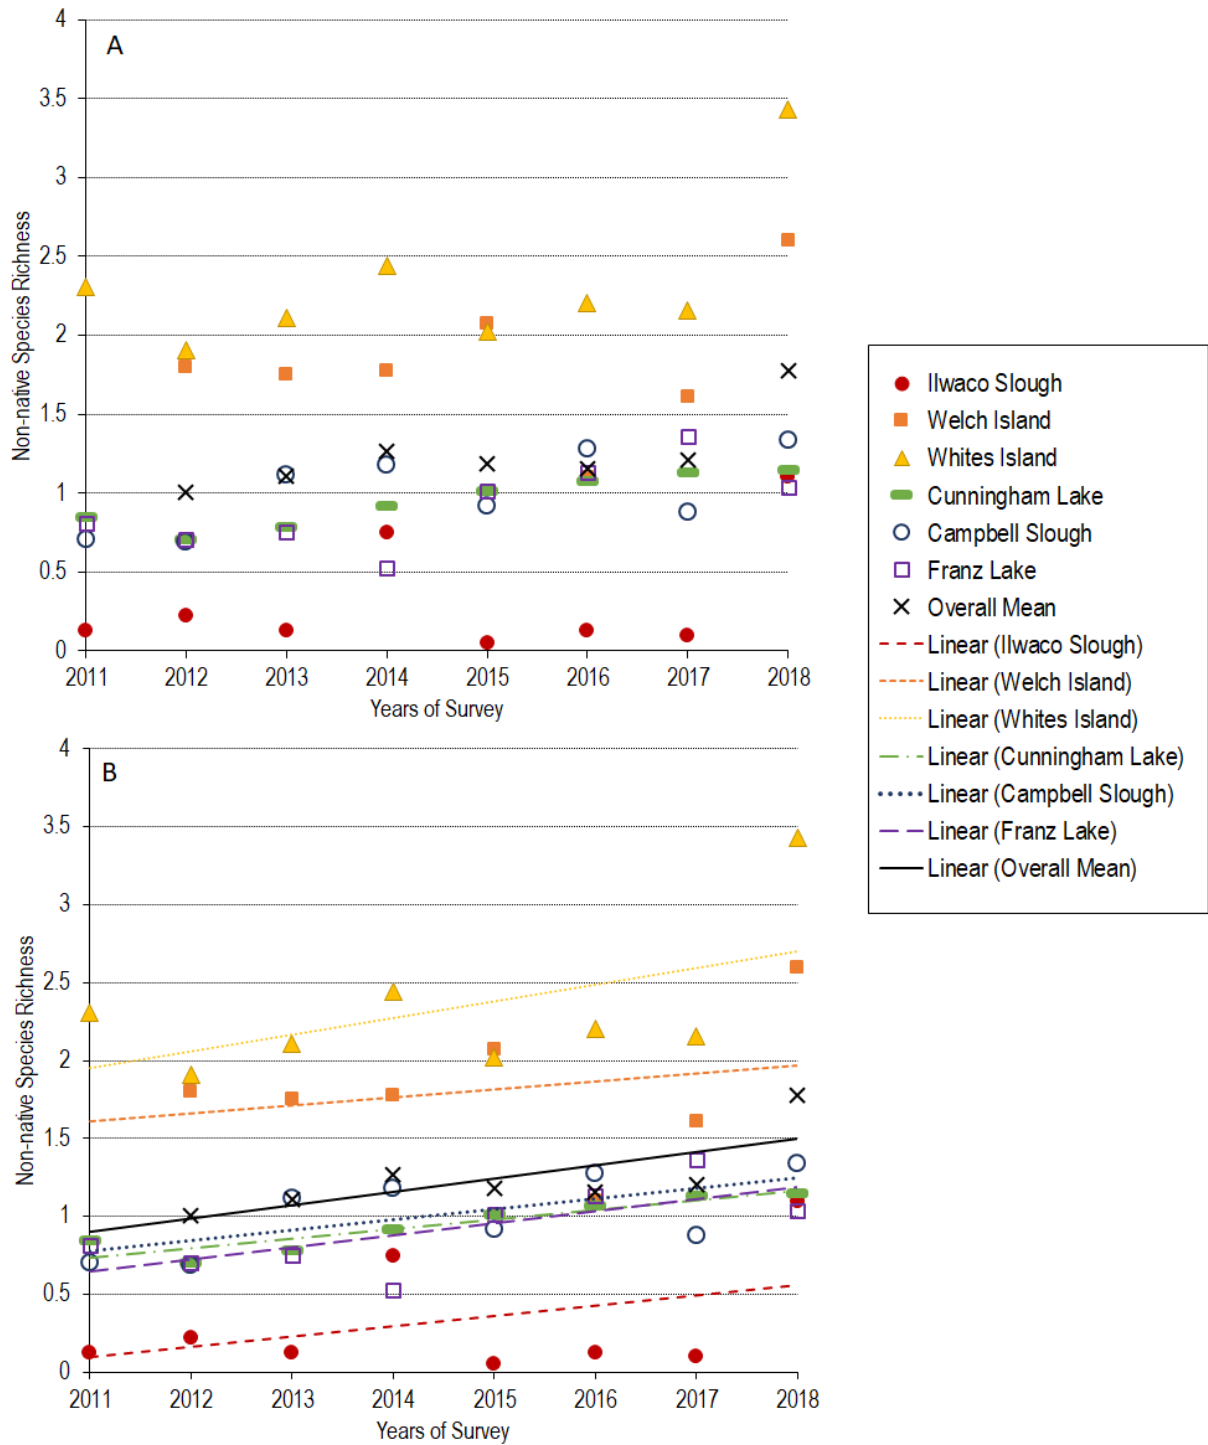 4
A
3.5
3
2.5
2
1.5
1
0.5
0
Non-native Species Richness
2011 2012 2013 2014 2015 2016 2017 2018
Years of Survey
Ilwaco Slough
Welch Island
Whites Island
Cunningham Lake
Campbell Slough
Franz Lake
Overall Mean
Linear (Ilwaco Slough)
Linear (Welch Island)
Linear (Whites Island)
Linear (Cunningham Lake)
Linear (Campbell Slough)
Linear (Franz Lake)
Linear (Overall Mean)
4
B
3.5
3
2.5
2
1.5
1
0.5
0
Non-native Species Richness
2011 2012 2013 2014 2015 2016 2017 2018
Years of Survey